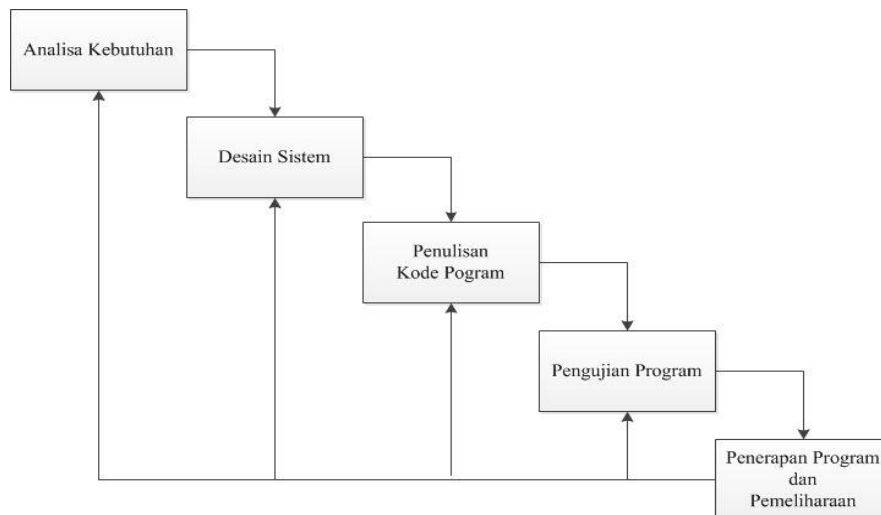 Analisa Kebutuhan
Desain Sistem
Penulisan
Kode Pogram
Pengujian Program
Penerapan Program
dan
Pemeliharaan